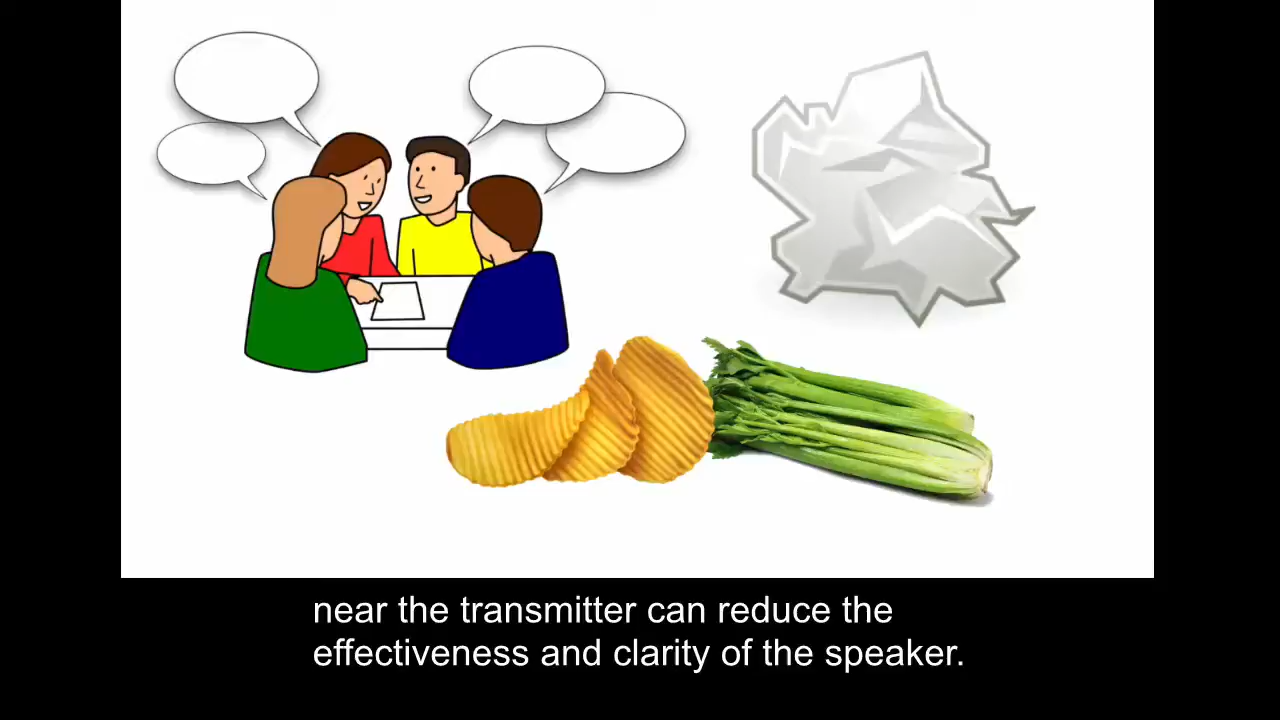 near the transmitter can reduce the
effectiveness and clarity of the speaker.